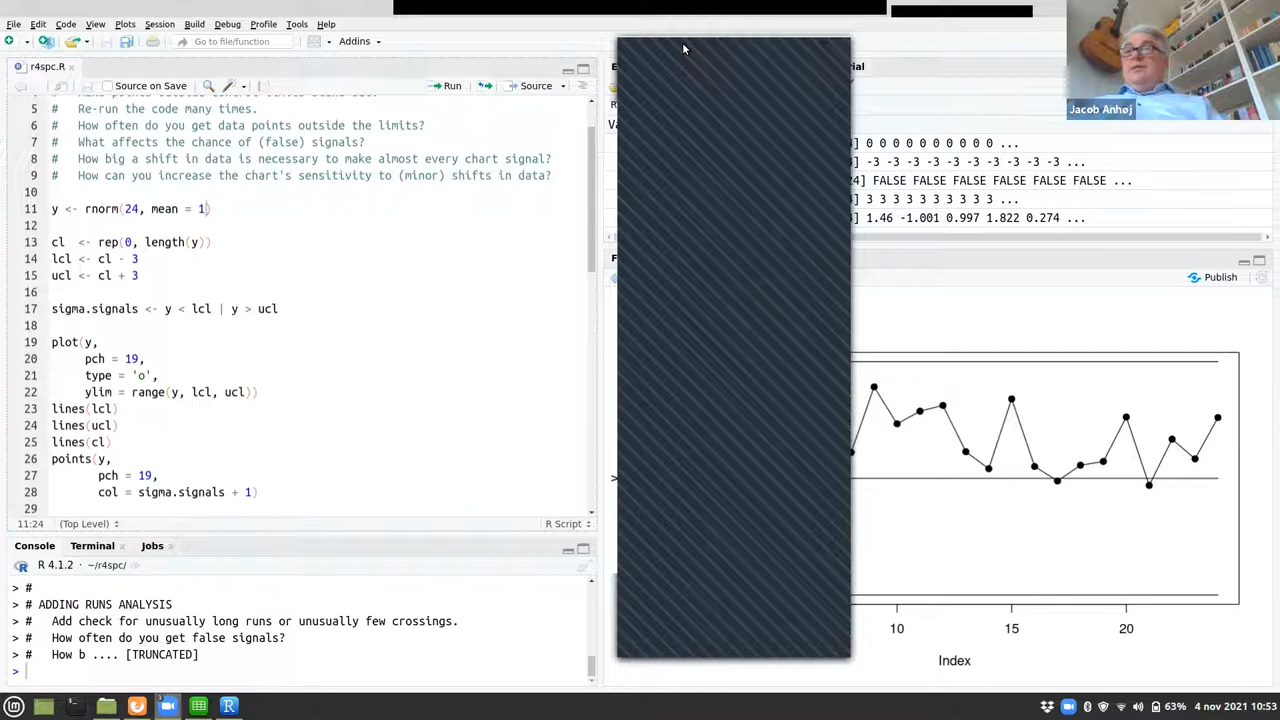 File Edit Code View Plots Session Build Debug Profile Tools Help
Go to file/function Addins
r4spc.R
Source on Save Run Source
5 # Re-run the code many times.
6 # How often do you get data points outside the limits?
7 # What affects the chance of (false) signals?
8 # How big a shift in data is necessary to make almost every chart signal?
9 # How can you increase the chart's sensitivity to (minor) shifts in data?
10
11 y <- rnorm(24, mean = 1)
12
13 cl <- rep(0, length(y))
14 lcl <- cl - 3
15 ucl <- cl + 3
16
17 sigma.signals <- y < lcl | y > ucl
18
19 plot(y,
20 pch = 19,
21 type = 'o',
22 ylim = range(y, lcl, ucl))
23 lines(lcl)
24 lines(ucl)
25 lines(cl)
26 points(y,
27 pch = 19,
28 col = sigma.signals + 1)
29
11:24 (Top Level) R Script
Console Terminal Jobs
~/r4spc/
> #
> # ADDING RUNS ANALYSIS
> # Add check for unusually long runs or unusually few crossings.
> # How often do you get false signals?
> # How b .... [TRUNCATED]
>
0 0 0 0 0 0 0 0 0 0 ...
-3 -3 -3 -3 -3 -3 -3 -3 -3 ...
24] FALSE FALSE FALSE FALSE FALSE FALSE ...
3 3 3 3 3 3 3 3 3 3 ...
1.46 -1.001 0.997 1.822 0.274 ...
Publish
10 15 20
Index
Jacob Anhøj
63% 4 nov 2021 10:53